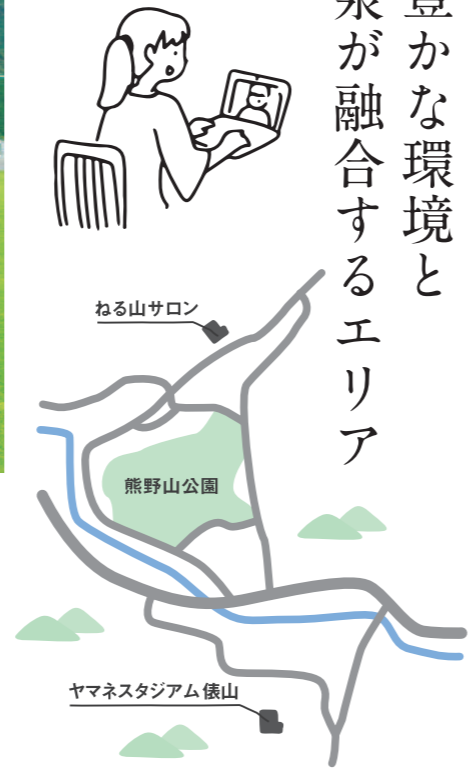 豊かな環境と
泉が融合するエリア
ねる山サロン
熊野山公園
ヤマネスタジアム俵山